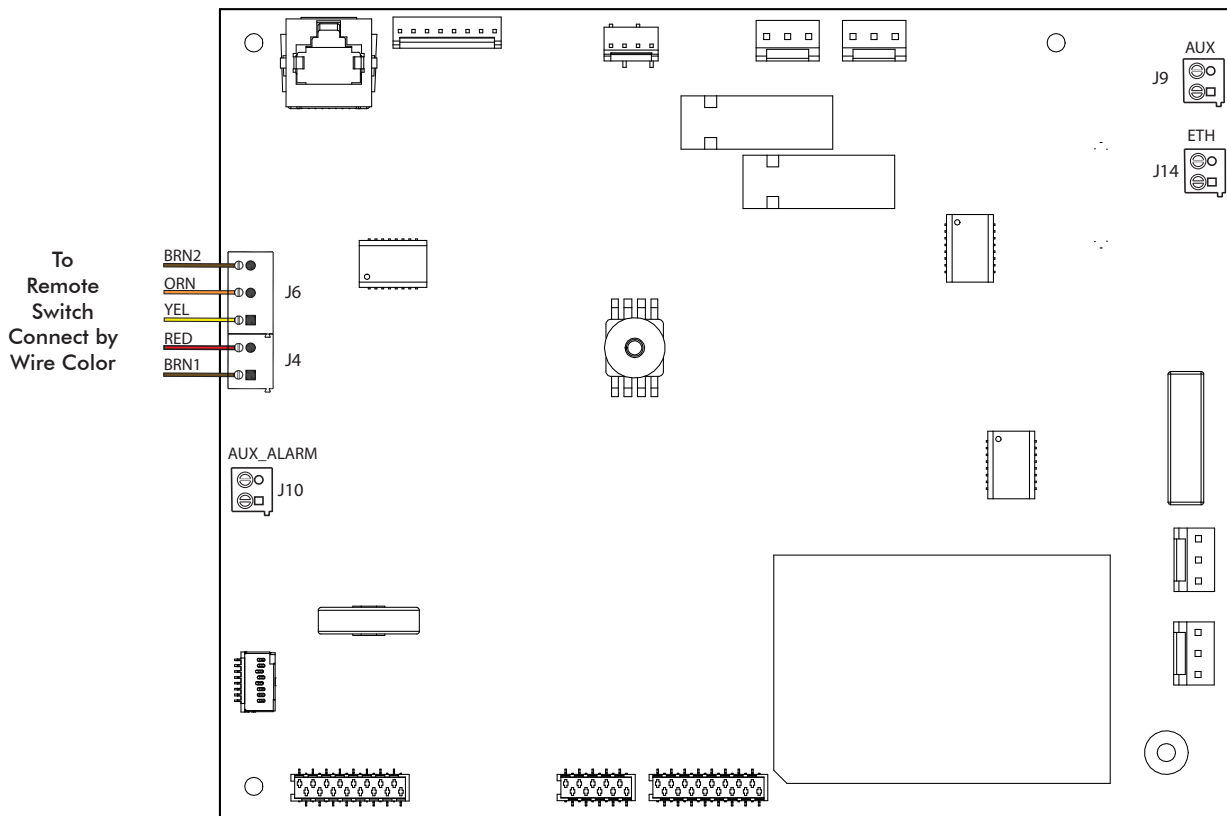 AUX
J9
ETH
J14
To
Remote
Switch
Connect by
Wire Color
BRN2
ORN
YEL
RED
BRN1
J6
J4
AUX_ALARM
J10